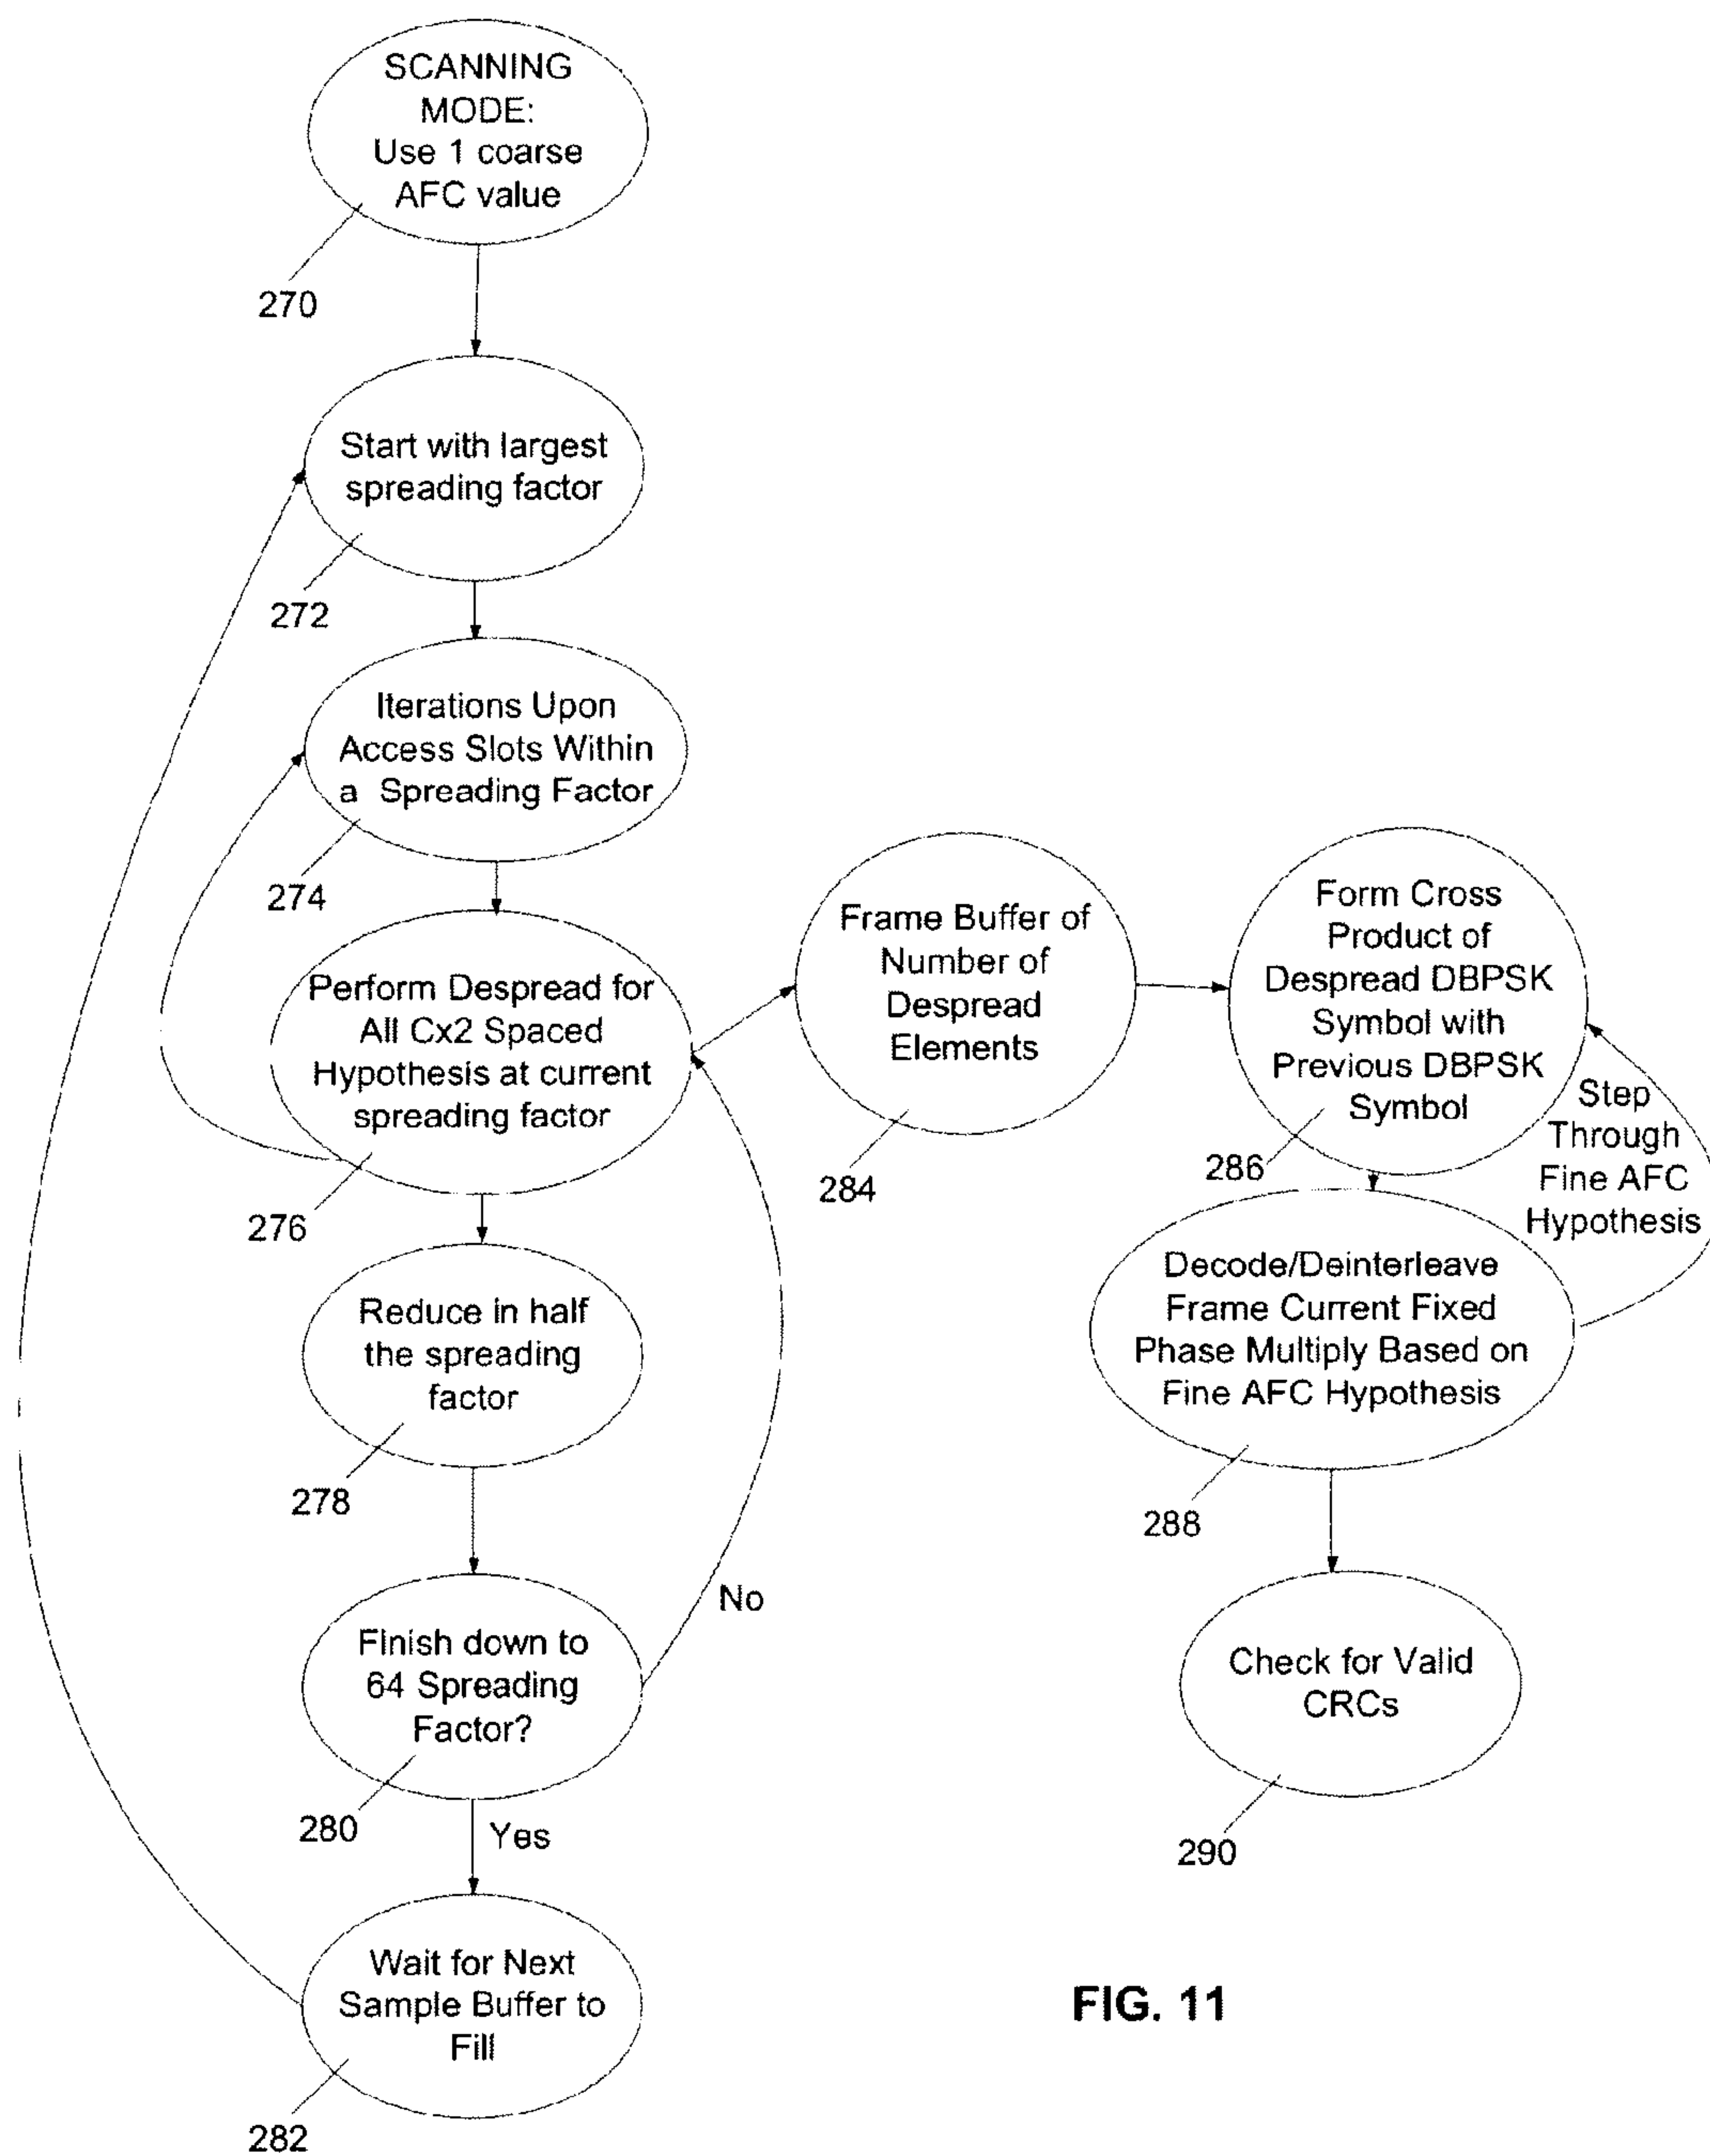 SCANNING
MODE:
Use 1 coarse
AFC value
270
Start with largest
spreading factor
272
Iterations Upon
Access Slots Within
a Spreading Factor
274
Perform Despread for
All Cx2 Spaced
Hypothesis at current
spreading factor
276
Reduce in half
the spreading
factor
278
Finish down to
64 Spreading
Factor?
No
280
Yes
Wait for Next
Sample Buffer to
Fill
282
Frame Buffer of
Number of
Despread
Elements
284
Form Cross
Product of
Despread DBPSK
Symbol with
Previous DBPSK
Symbol
286
Step
Through
Fine AFC
Hypothesis
Decode/Deinterleave
Frame Current Fixed
Phase Multiply Based on
Fine AFC Hypothesis
288
Check for Valid
CRCs
290
FIG. 11